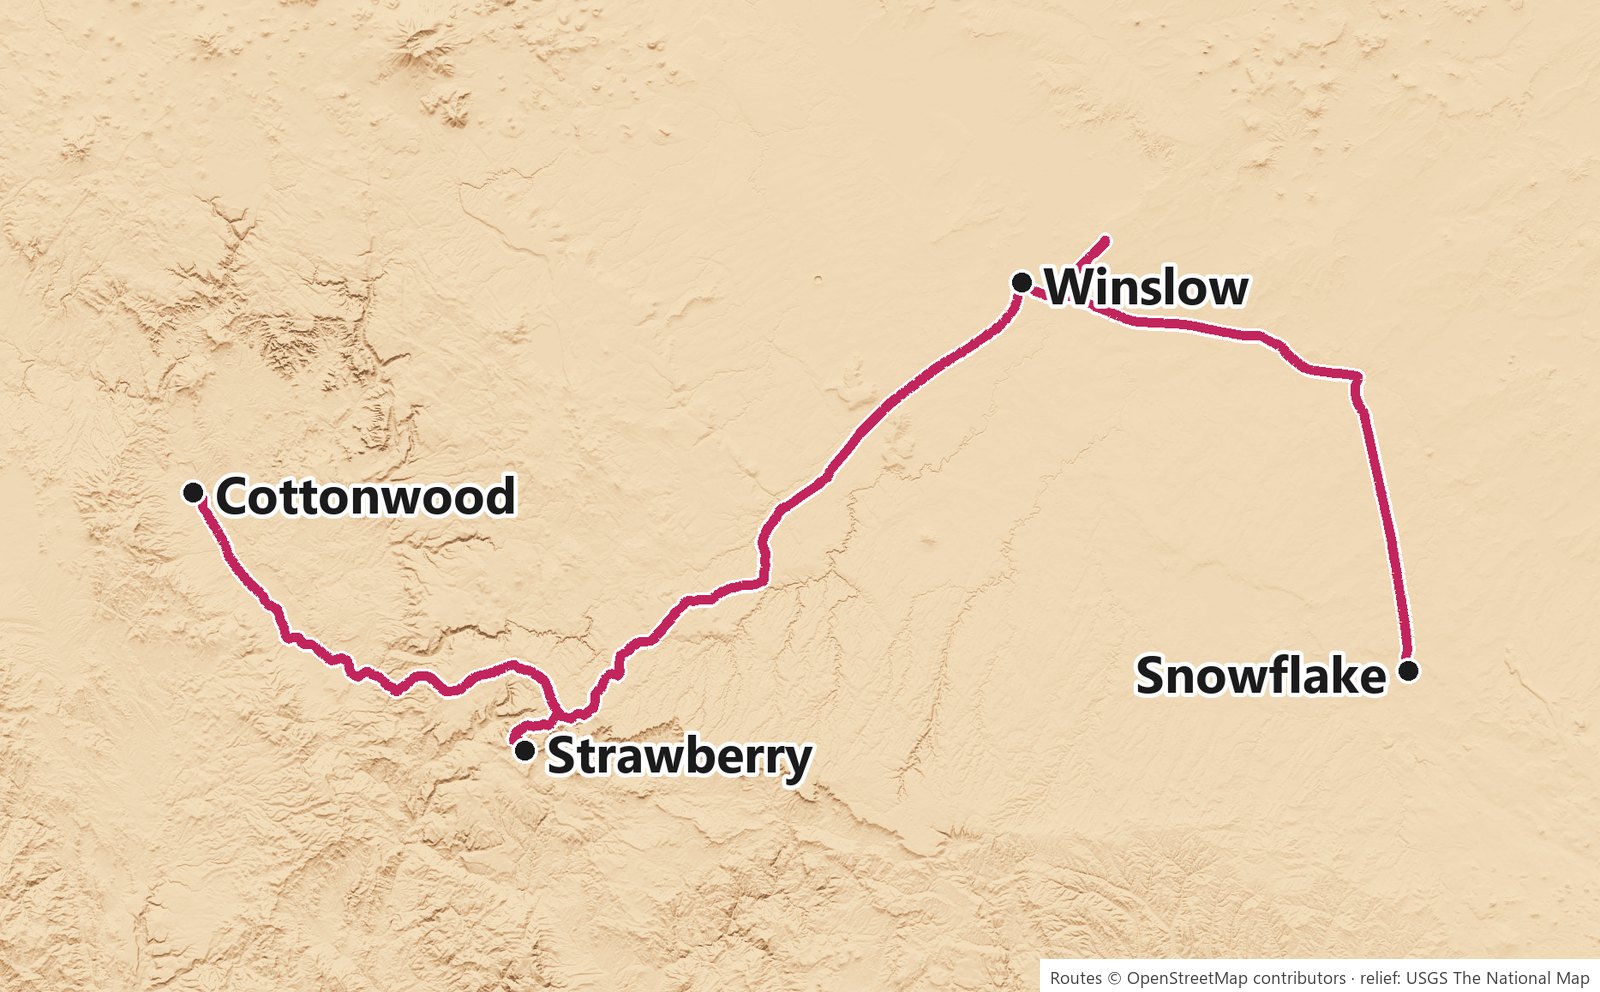 Winslow
Cottonwood
Snowflake
Strawberry
Routes © OpenStreetMap contributors · relief: USGS The National Map